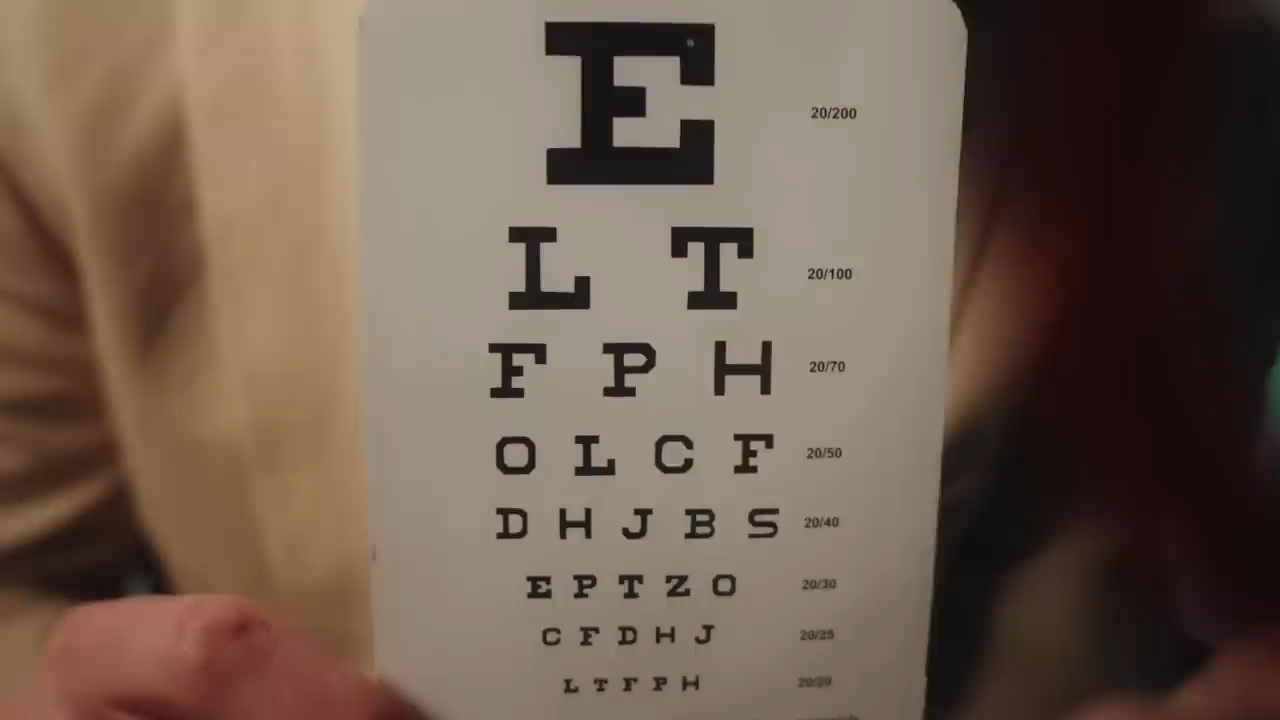 E 20/200
L T 20/100
F P H 20/70
O L C F 20/50
D H J B S 20/40
E P T Z O 20/30
C F D H J 20/25
L T F P H 20/20